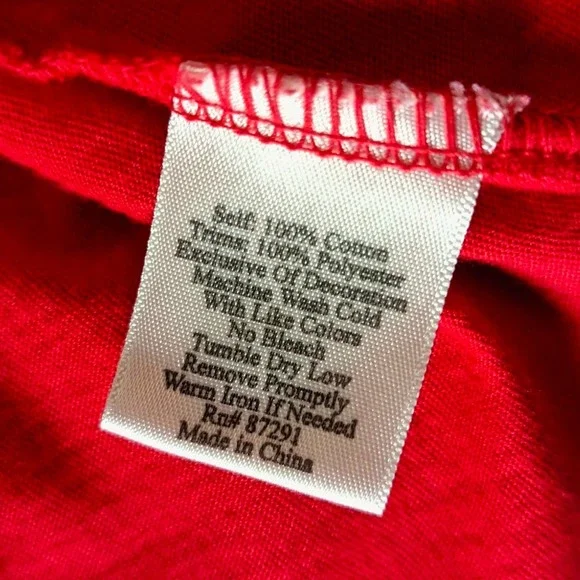 Self: 100% Cotton
Trims: 100% Polyester
Exclusive Of Decoration
Machine Wash Cold
With Like Colors
No Bleach
Tumble Dry Low
Remove Promptly
Warm Iron If Needed
Rn# 87291
Made in China